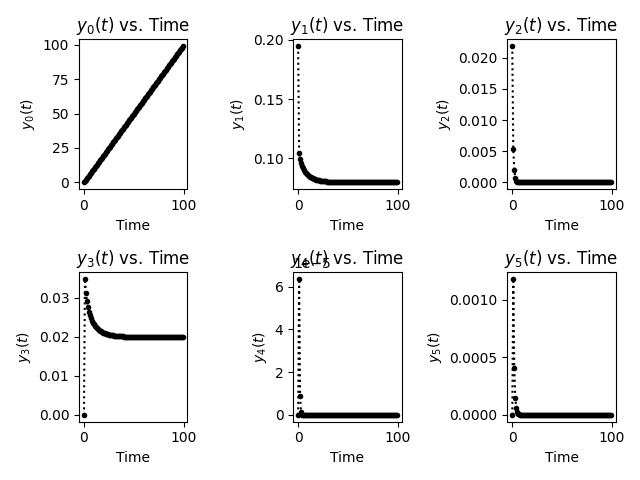 y₀(t) vs. Time
y₁(t) vs. Time
y₂(t) vs. Time
100
75
50
25
0
y₀(t)
0
100
Time
0.20
0.15
0.10
y₁(t)
0
100
Time
0.020
0.015
0.010
0.005
0.000
y₂(t)
0
100
Time
y₃(t) vs. Time
y₄(t) vs. Time
y₅(t) vs. Time
0.03
0.02
0.01
0.00
y₃(t)
0
100
Time
1e−5
6
4
2
0
y₄(t)
0
100
Time
0.0010
0.0005
0.0000
y₅(t)
0
100
Time